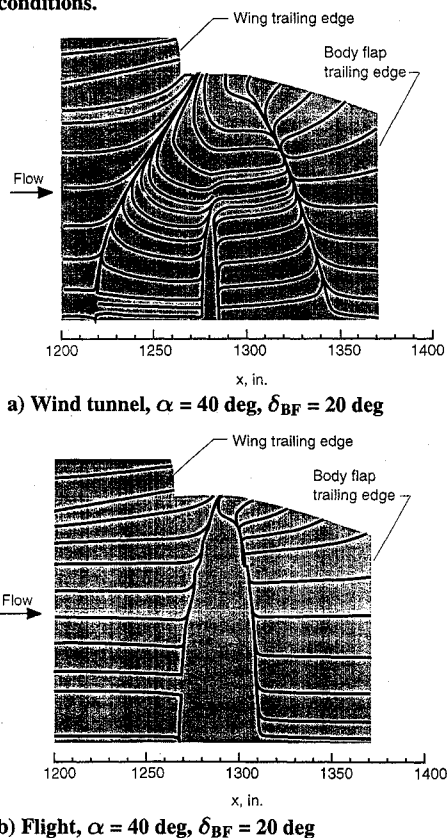 conditions.
Wing trailing edge
Body flap
trailing edge
Flow
1200 1250 1300 1350 1400
x, in.
a) Wind tunnel, α = 40 deg, δBF = 20 deg
Wing trailing edge
Body flap
trailing edge
Flow
1200 1250 1300 1350 1400
x, in.
b) Flight, α = 40 deg, δBF = 20 deg